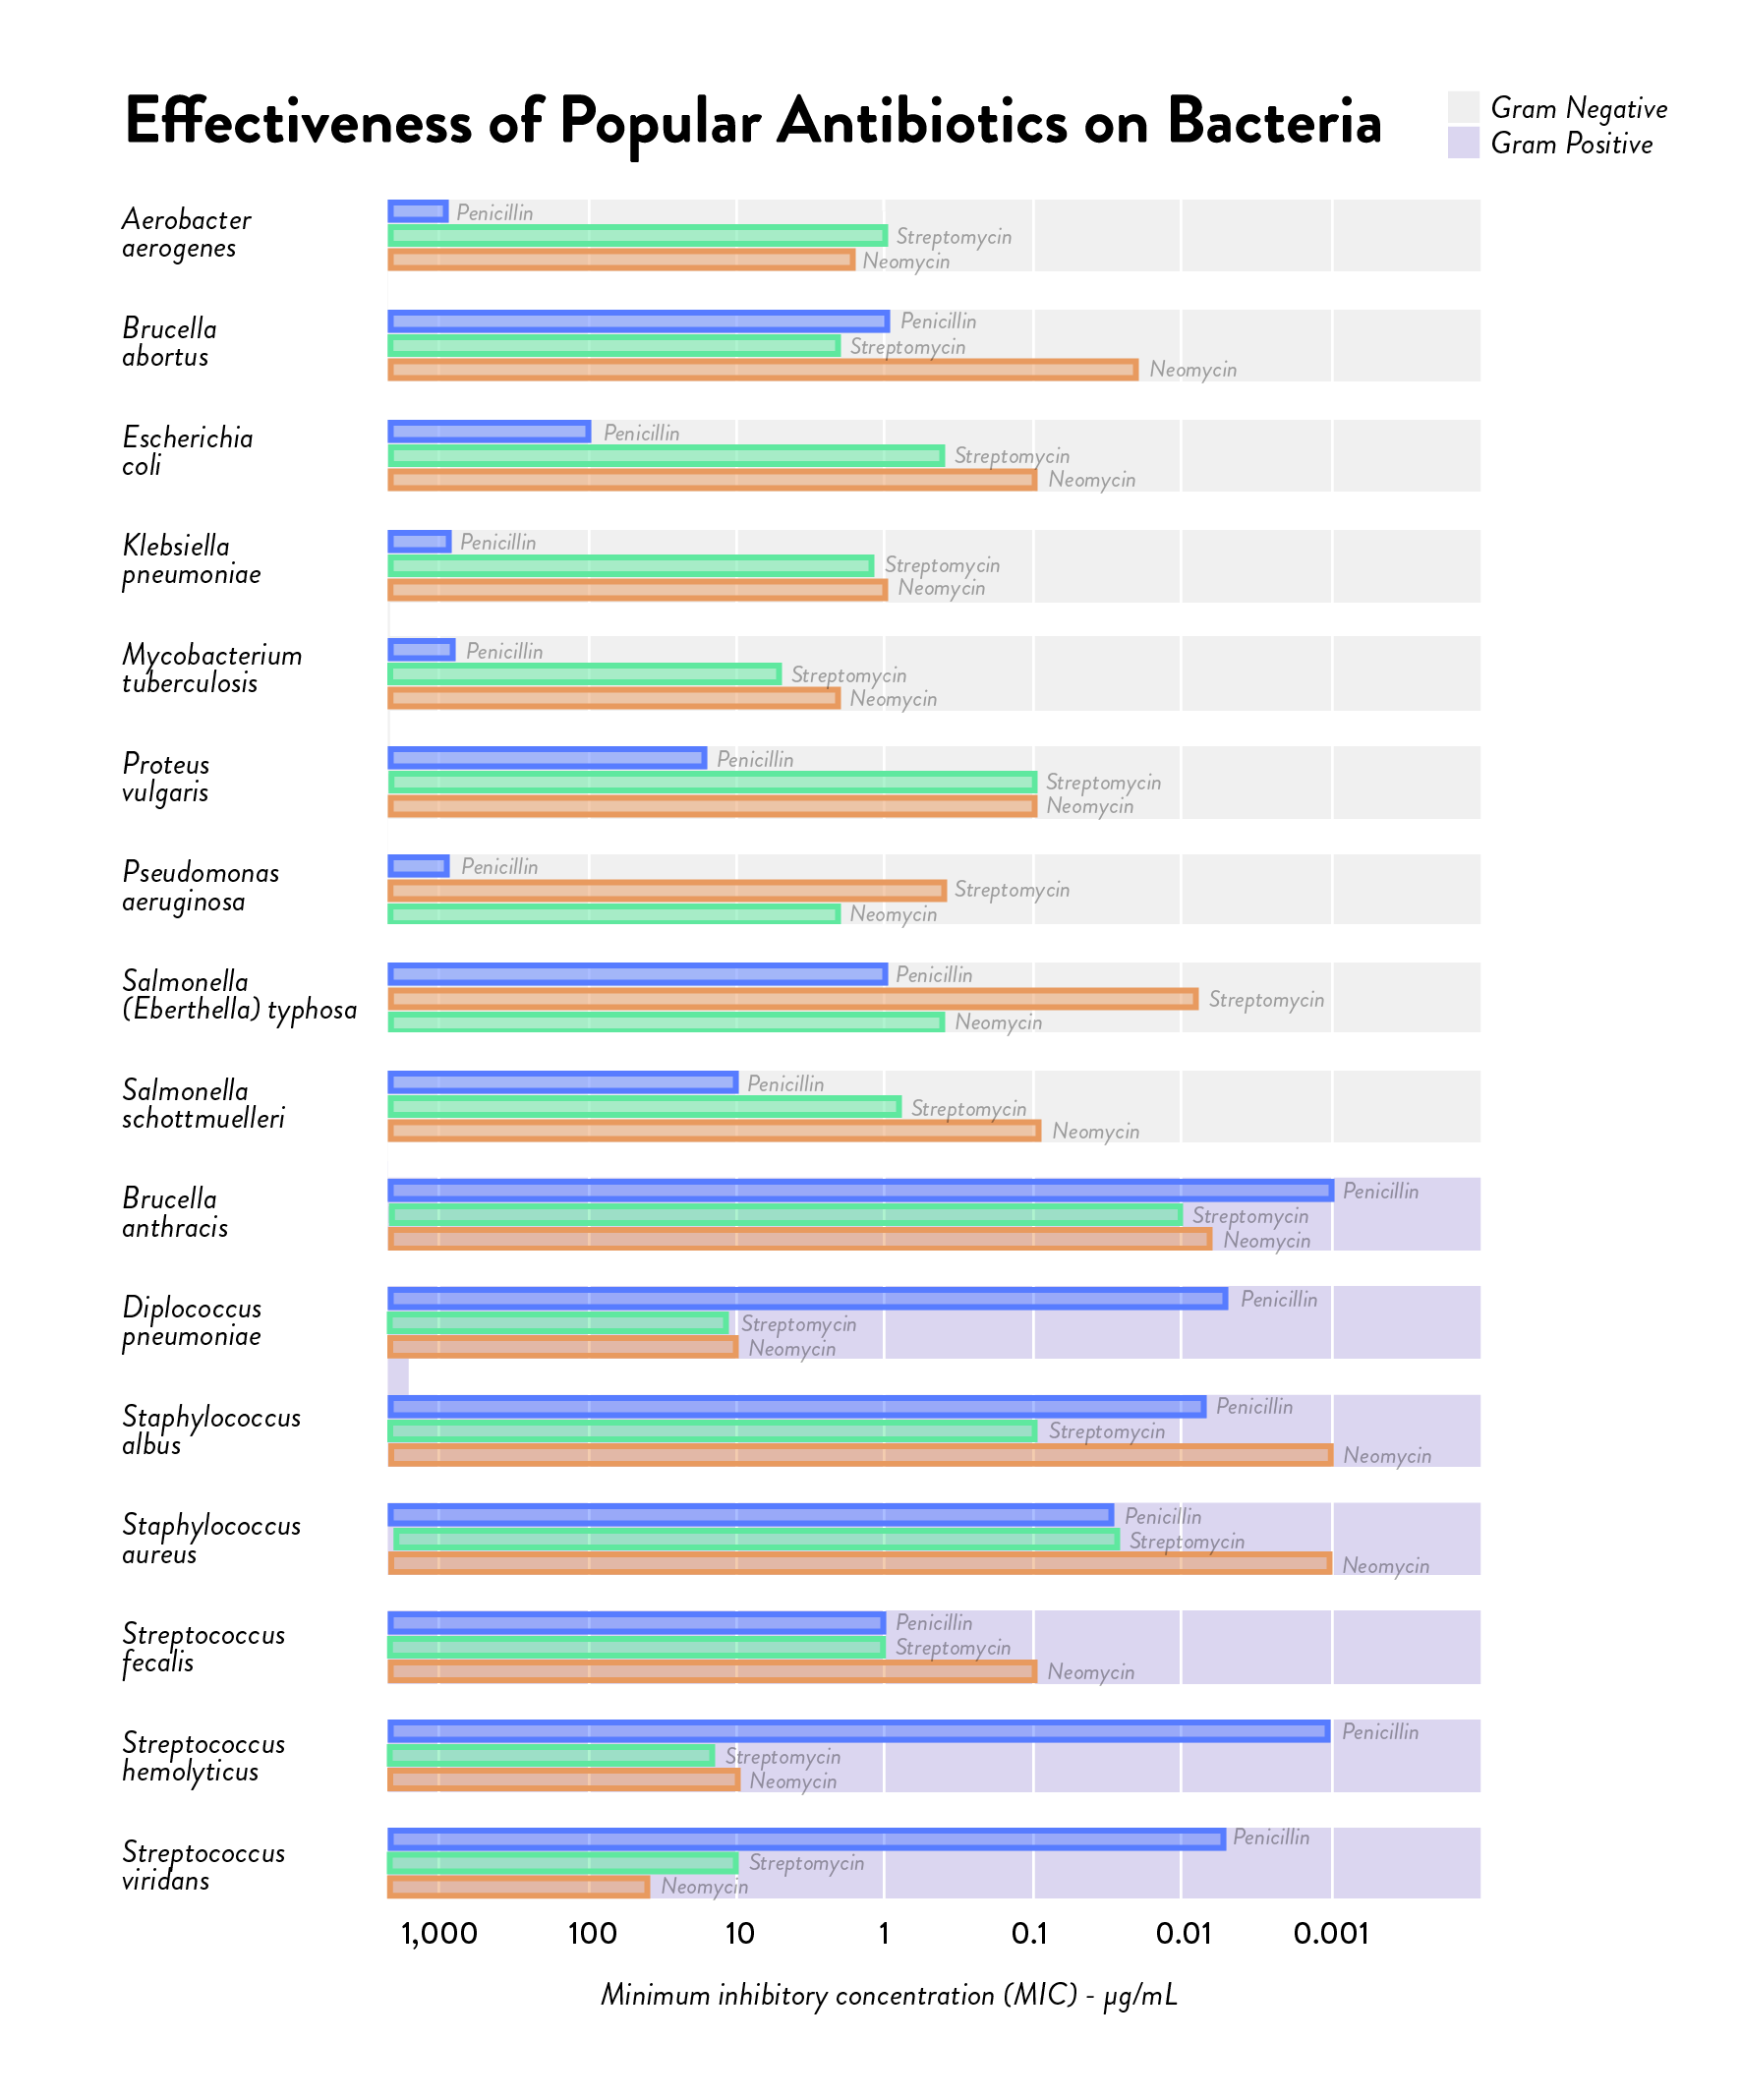 Effectiveness of Popular Antibiotics on Bacteria
Gram Negative
Gram Positive
Aerobacter
aerogenes
Penicillin
Streptomycin
Neomycin
Brucella
abortus
Penicillin
Streptomycin
Neomycin
Escherichia
coli
Penicillin
Streptomycin
Neomycin
Klebsiella
pneumoniae
Penicillin
Streptomycin
Neomycin
Mycobacterium
tuberculosis
Penicillin
Streptomycin
Neomycin
Proteus
vulgaris
Penicillin
Streptomycin
Neomycin
Pseudomonas
aeruginosa
Penicillin
Streptomycin
Neomycin
Salmonella
(Eberthella) typhosa
Penicillin
Streptomycin
Neomycin
Salmonella
schottmuelleri
Penicillin
Streptomycin
Neomycin
Brucella
anthracis
Penicillin
Streptomycin
Neomycin
Diplococcus
pneumoniae
Penicillin
Streptomycin
Neomycin
Staphylococcus
albus
Penicillin
Streptomycin
Neomycin
Staphylococcus
aureus
Penicillin
Streptomycin
Neomycin
Streptococcus
fecalis
Penicillin
Streptomycin
Neomycin
Streptococcus
hemolyticus
Penicillin
Streptomycin
Neomycin
Streptococcus
viridans
Penicillin
Streptomycin
Neomycin
1,000 100 10 1 0.1 0.01 0.001
Minimum inhibitory concentration (MIC) - µg/mL